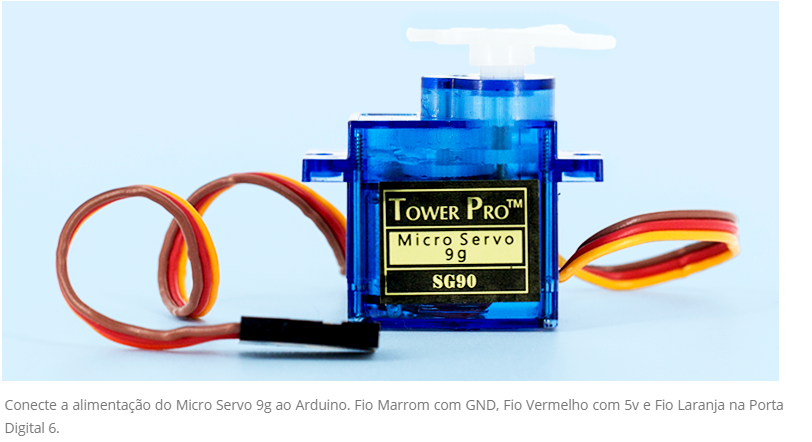 TOWER PRO™
Micro Servo
9g
SG90
Conecte a alimentação do Micro Servo 9g ao Arduino. Fio Marrom com GND, Fio Vermelho com 5v e Fio Laranja na Porta
Digital 6.